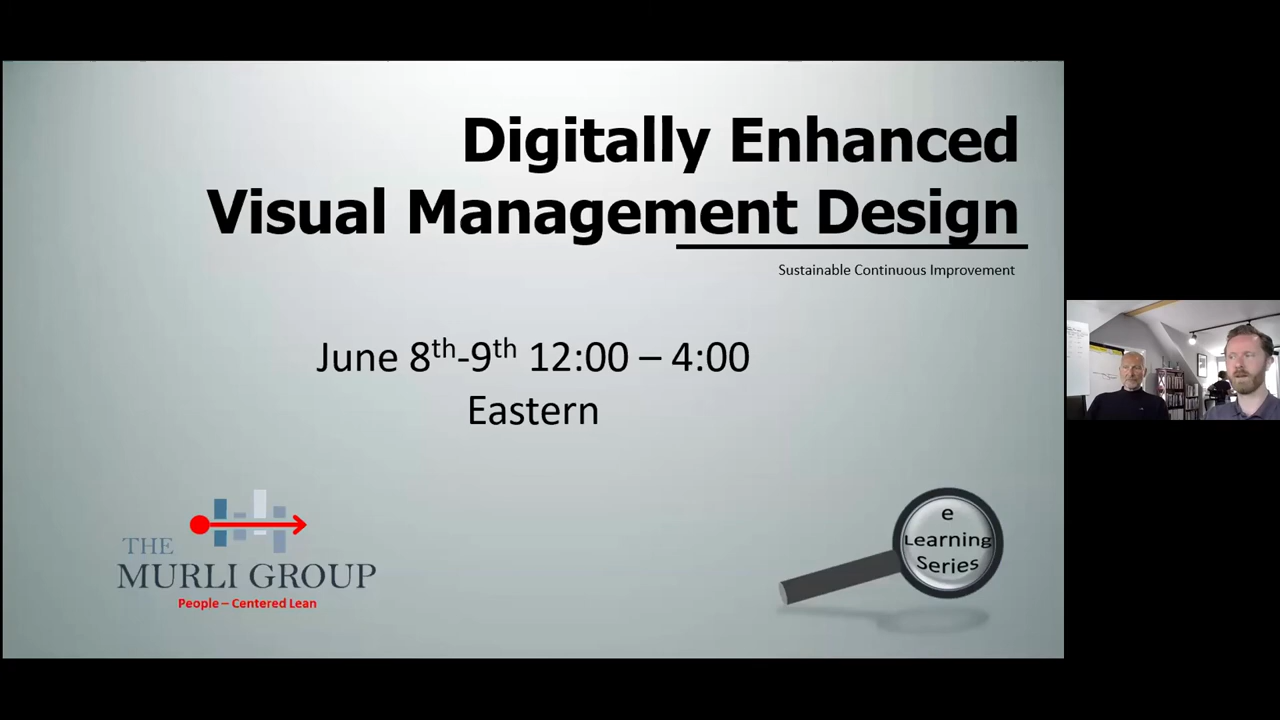 Digitally Enhanced
Visual Management Design
Sustainable Continuous Improvement
June 8th-9th 12:00 – 4:00
Eastern
THE
MURLI GROUP
People – Centered Lean
e
Learning
Series